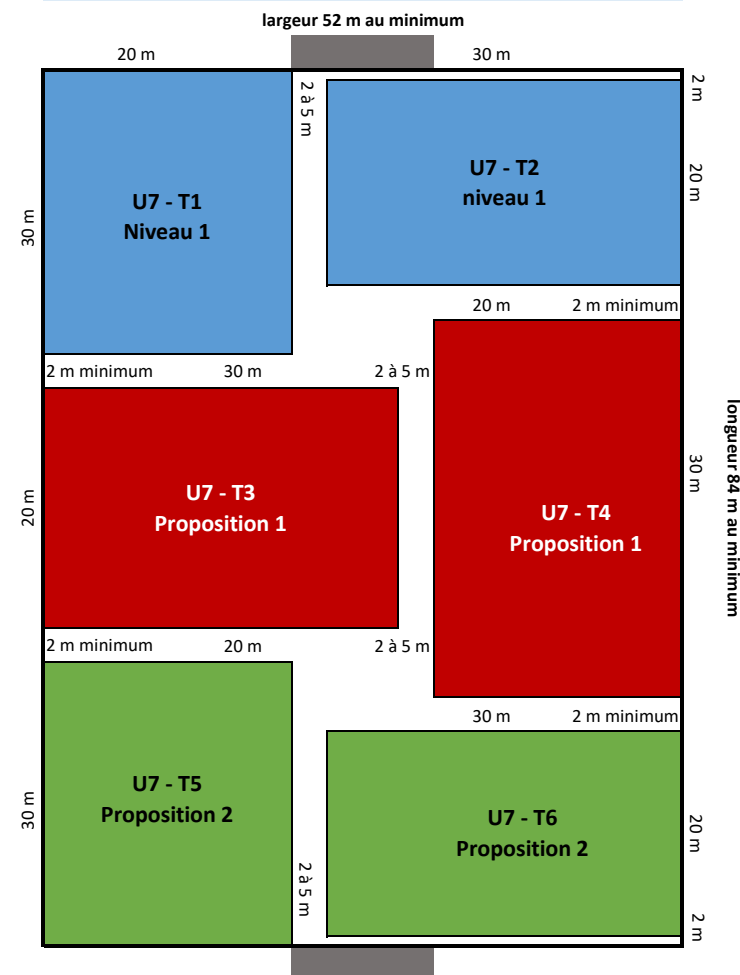 largeur 52 m au minimum
20 m
30 m
2 à 5 m
2 m
U7 - T1
Niveau 1
30 m
U7 - T2
niveau 1
20 m
20 m
2 m minimum
2 m minimum
30 m
2 à 5 m
U7 - T3
Proposition 1
20 m
U7 - T4
Proposition 1
30 m
longueur 84 m au minimum
2 m minimum
20 m
2 à 5 m
30 m
2 m minimum
U7 - T5
Proposition 2
30 m
U7 - T6
Proposition 2
20 m
2 à 5 m
2 m